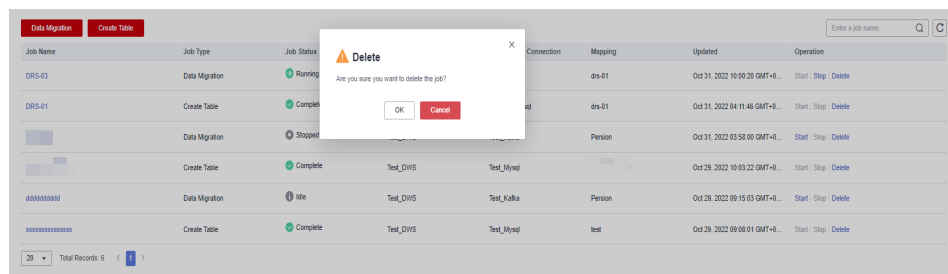 Data Migration Create Table Enter a job name.
Job Name Job Type Job Status Connection Mapping Updated Operation
Delete
X
DRS-03 Data Migration Running drs-01 Oct 31, 2022 10:00:20 GMT+0... Start | Stop | Delete
Are you sure you want to delete the job?
DRS-01 Create Table drs-01 Oct 31, 2022 04:11:46 GMT+0... Start | Stop | Delete
OK Cancel
Data Migration Stopped Persion Oct 31, 2022 03:58:00 GMT+0... Start | Stop | Delete
Create Table Complete Test_DWS Test_Mysql Oct 29, 2022 10:03:22 GMT+0... Start | Stop | Delete
dddddddddd Data Migration Idle Test_DWS Test_Kafka Persion Oct 29, 2022 09:15:03 GMT+0... Start | Stop | Delete
sssssssssssssss Create Table Complete Test_DWS Test_Mysql test Oct 29, 2022 09:08:01 GMT+0... Start | Stop | Delete
20 Total Records: 6 < 1 >